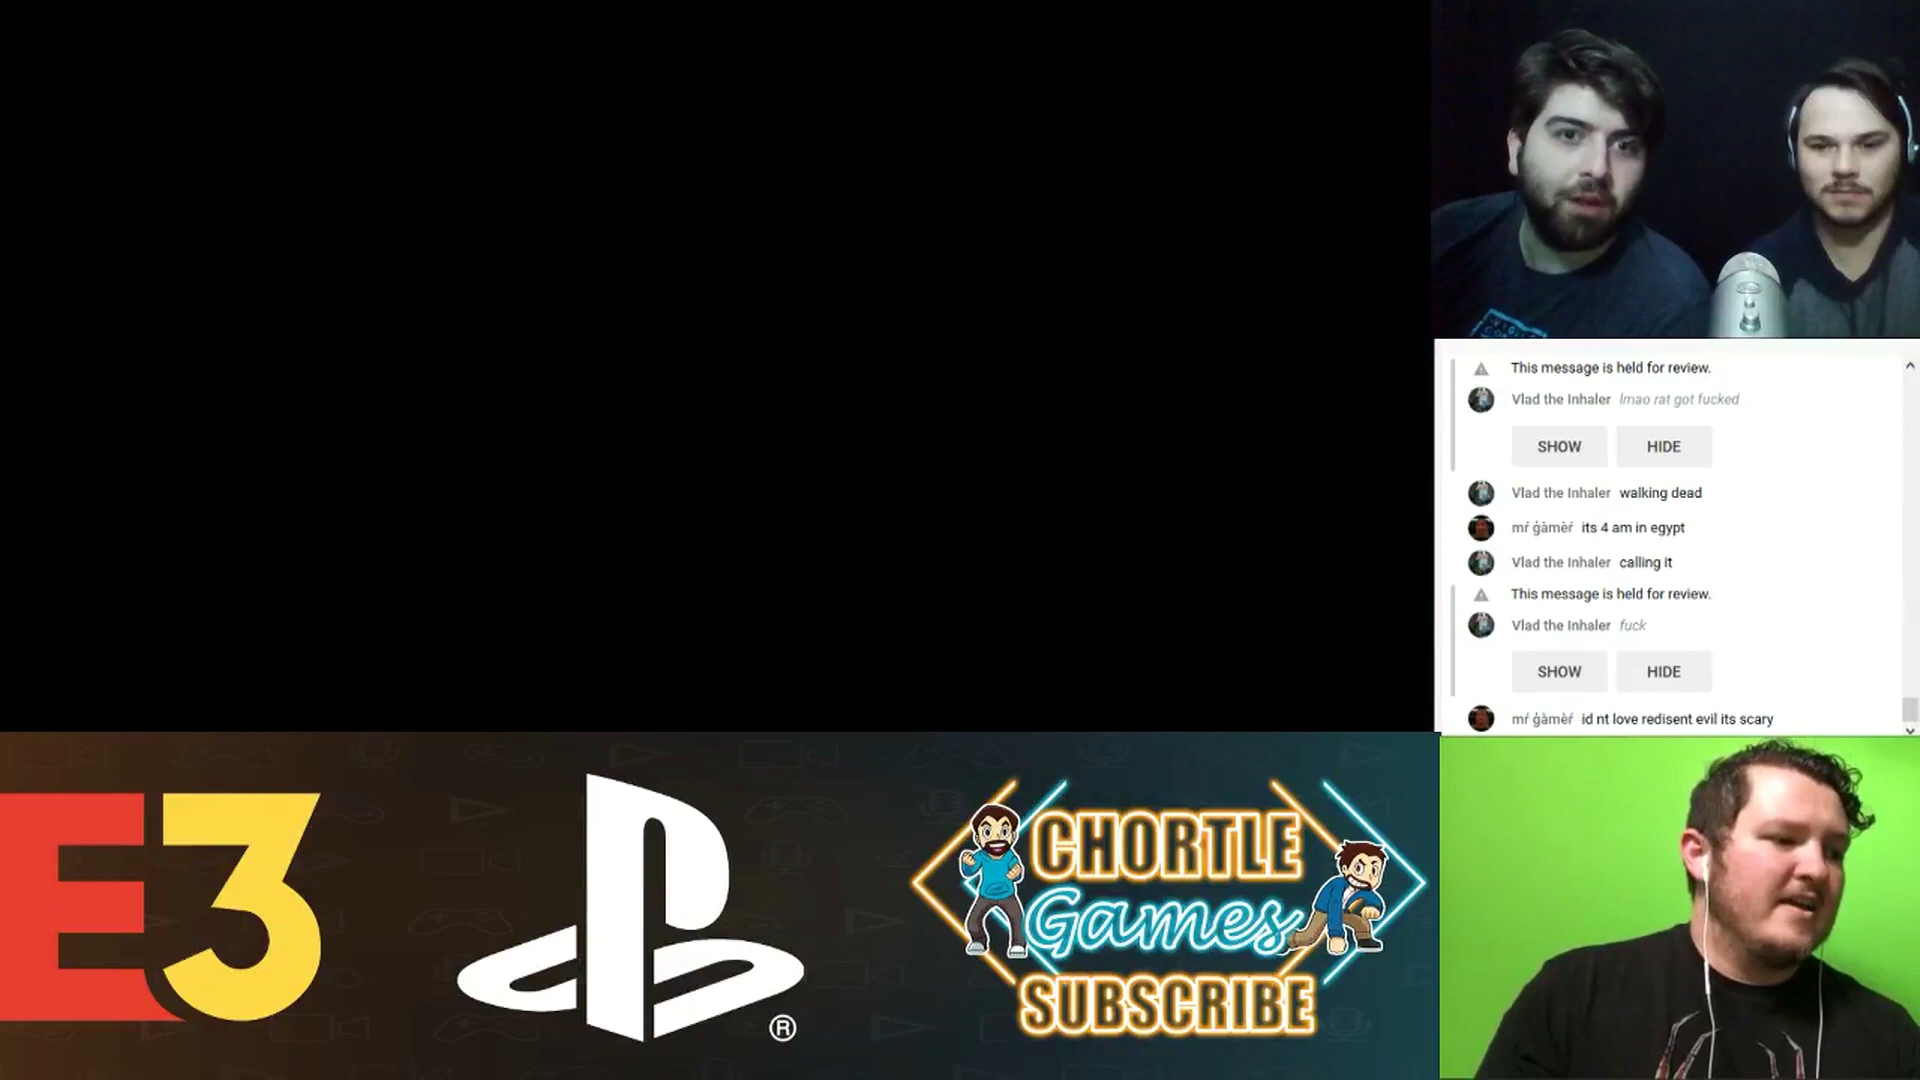 This message is held for review.
Vlad the Inhaler lmao rat got fucked
SHOW HIDE
Vlad the Inhaler walking dead
mŕ ģàmèŕ its 4 am in egypt
Vlad the Inhaler calling it
This message is held for review.
Vlad the Inhaler fuck
SHOW HIDE
mŕ ģàmèŕ id nt love redisent evil its scary
E3
®
CHORTLE
Games
SUBSCRIBE